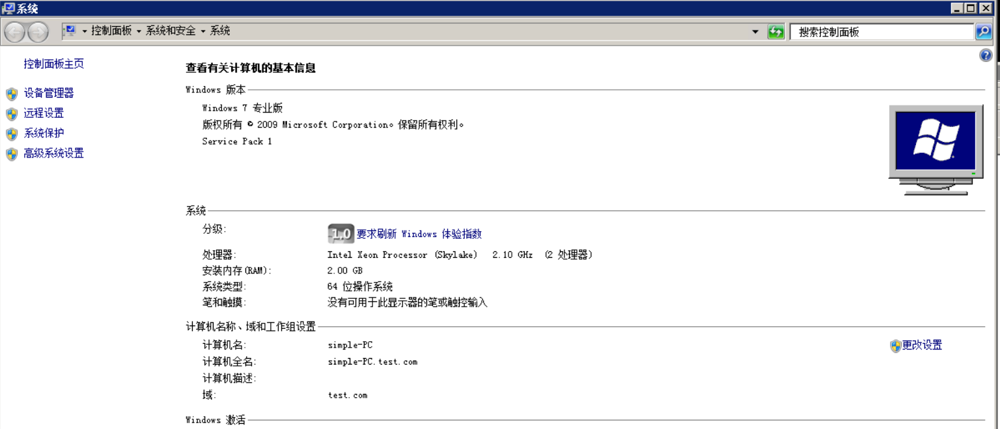 系统
控制面板 系统和安全 系统
搜索控制面板
控制面板主页
设备管理器
远程设置
系统保护
高级系统设置
查看有关计算机的基本信息
Windows 版本
Windows 7 专业版
版权所有 © 2009 Microsoft Corporation。保留所有权利。
Service Pack 1
系统
分级: 1.0 要求刷新 Windows 体验指数
处理器: Intel Xeon Processor (Skylake) 2.10 GHz (2 处理器)
安装内存(RAM): 2.00 GB
系统类型: 64 位操作系统
笔和触摸: 没有可用于此显示器的笔或触控输入
计算机名称、域和工作组设置
计算机名: simple-PC 更改设置
计算机全名: simple-PC.test.com
计算机描述:
域: test.com
Windows 激活